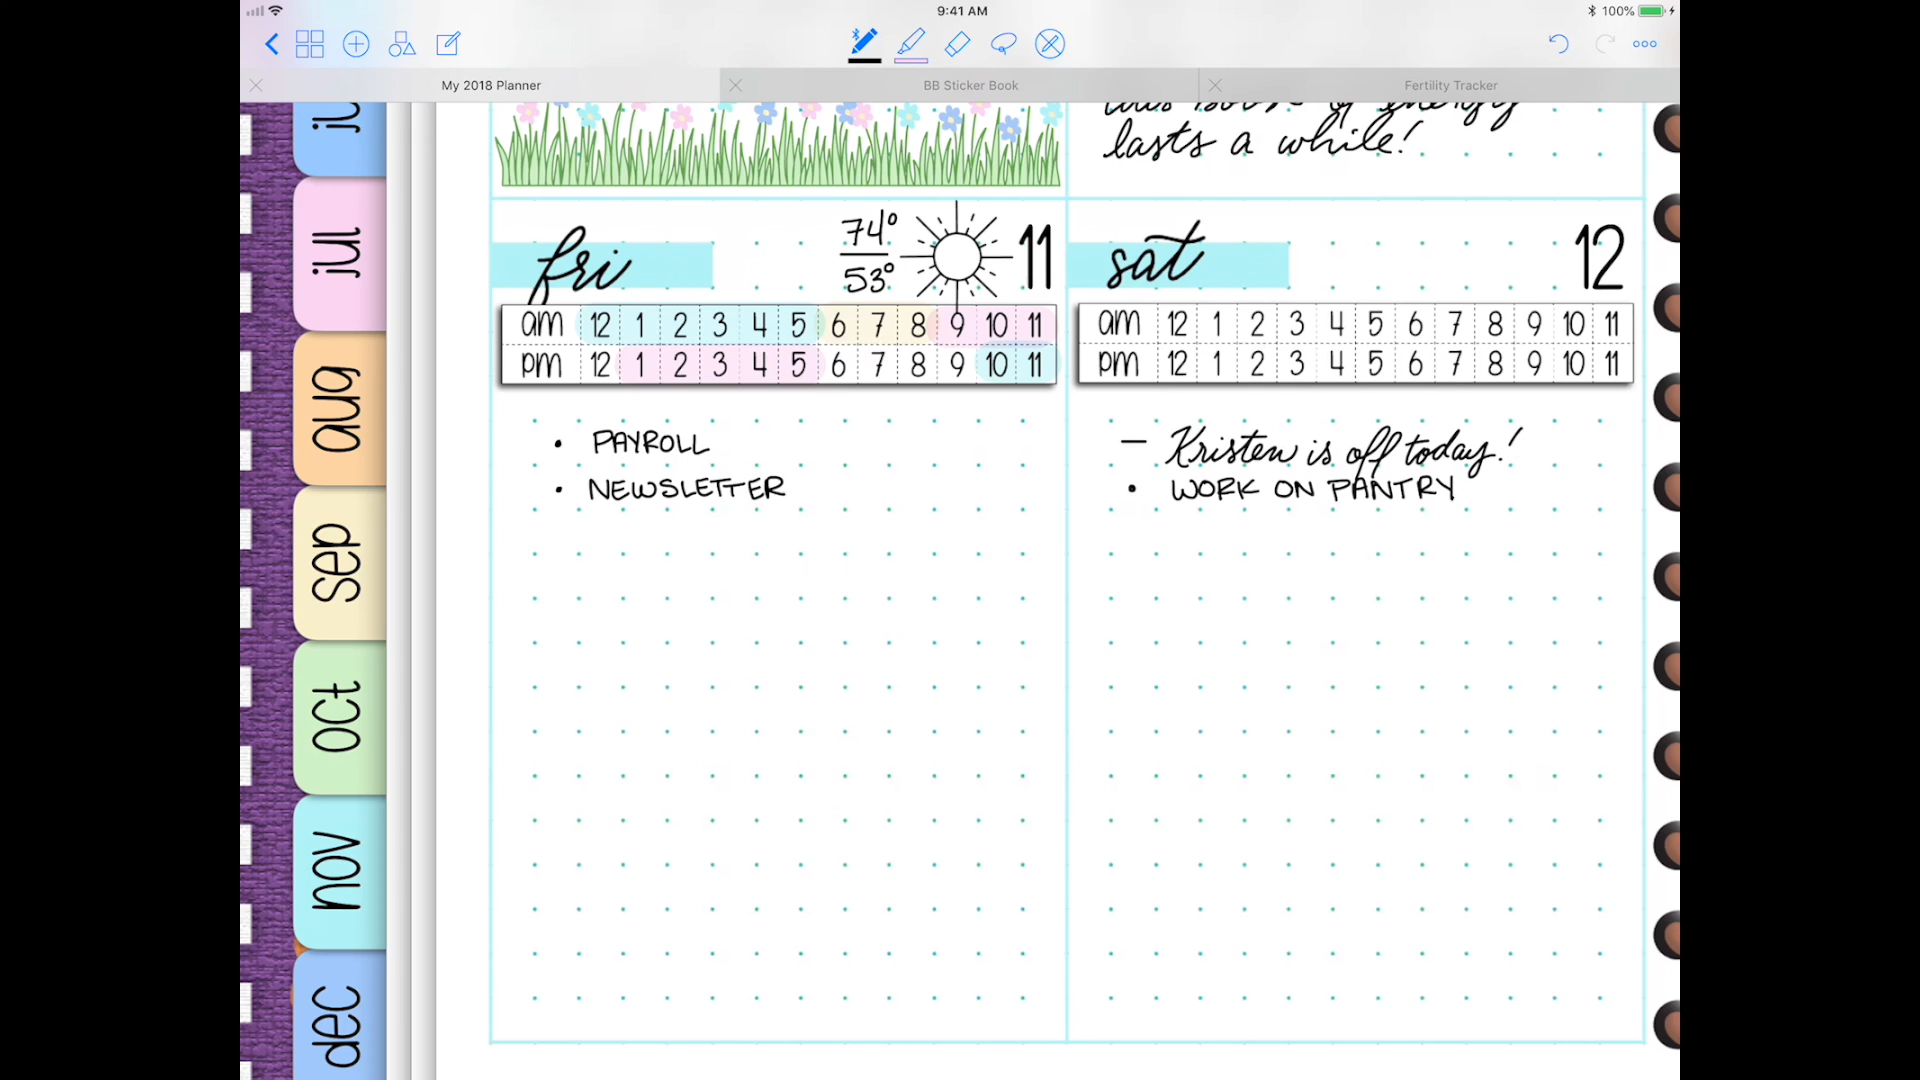 9:41 AM
100%
My 2018 Planner
BB Sticker Book
Fertility Tracker
lasts a while!
jul
aug
sep
oct
nov
dec
fri
74°
53°
11
am 12 1 2 3 4 5 6 7 8 9 10 11
pm 12 1 2 3 4 5 6 7 8 9 10 11
• PAYROLL
• NEWSLETTER
sat
12
am 12 1 2 3 4 5 6 7 8 9 10 11
pm 12 1 2 3 4 5 6 7 8 9 10 11
— Kristen is off today!
• WORK ON PANTRY